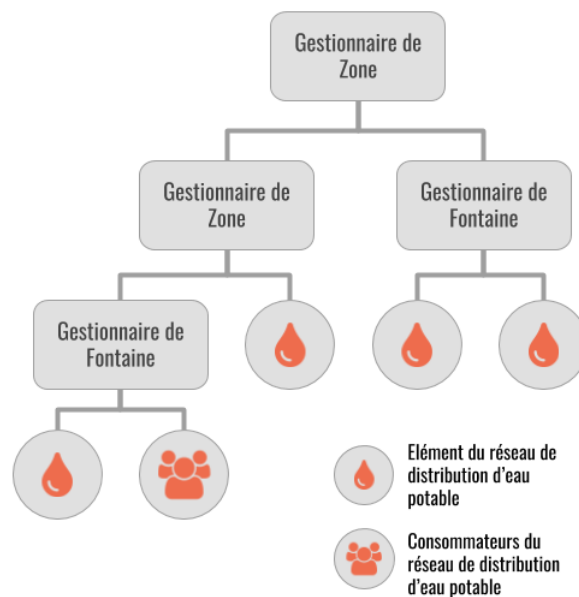 Gestionnaire de
Zone
Gestionnaire de
Zone
Gestionnaire de
Fontaine
Gestionnaire de
Fontaine
Elément du réseau de
distribution d'eau
potable
Consommateurs du
réseau de distribution
d'eau potable